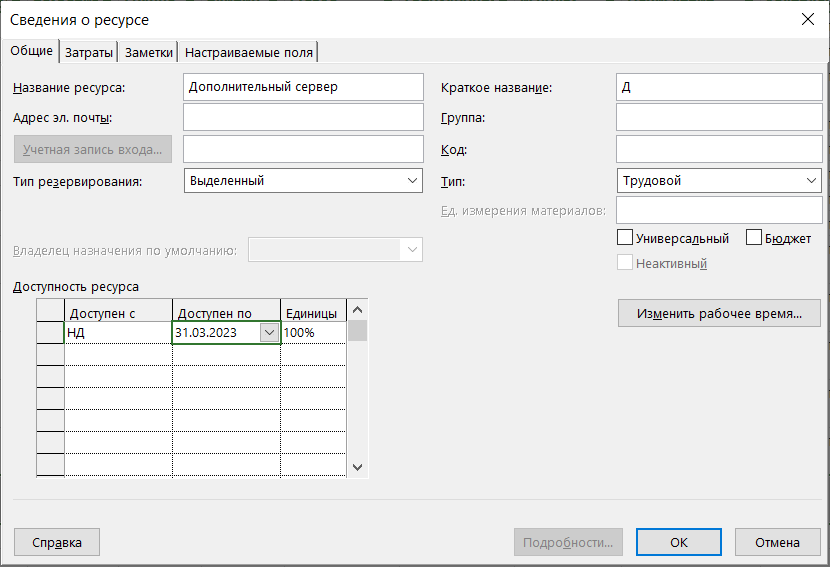 Сведения о ресурсе
Общие Затраты Заметки Настраиваемые поля
Название ресурса: Дополнительный сервер Краткое название: Д
Адрес эл. почты: Группа:
Учетная запись входа... Код:
Тип резервирования: Выделенный Тип: Трудовой
Ед. измерения материалов:
Универсальный Бюджет
Владелец назначения по умолчанию:
Неактивный
Доступность ресурса
Доступен с Доступен по Единицы
Изменить рабочее время...
НД 31.03.2023 100%
Справка Подробности... ОК Отмена